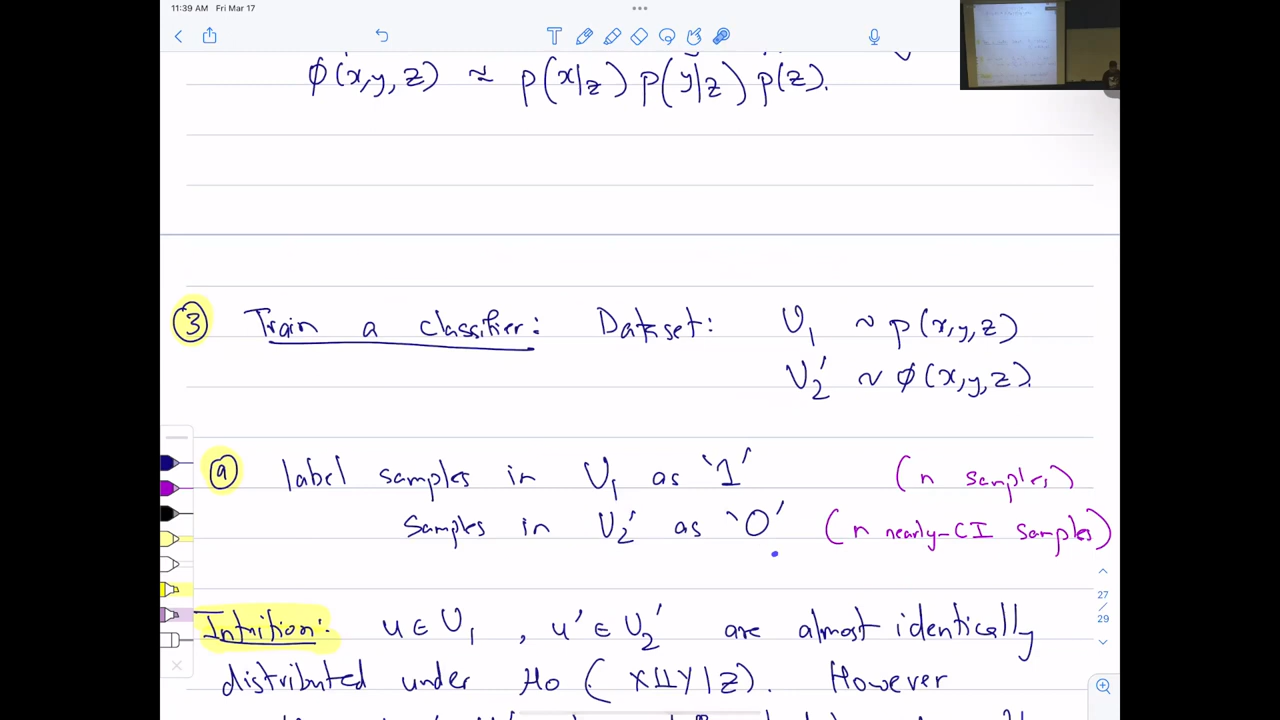 11:39 AM Fri Mar 17
ϕ(x,y,z) ≈ p(x|z) p(y|z) p(z).
③ Train a classifier: Dataset: U₁ ~ p(x,y,z)
U₂′ ~ ϕ(x,y,z).
ⓐ label samples in U₁ as ‘1’ (n samples)
Samples in U₂′ as ‘0’ (n nearly-CI samples)
27
/
29
Intuition: u ∈ U₁, u′ ∈ U₂′ are almost identically
distributed under H₀ (X⫫Y|Z). However